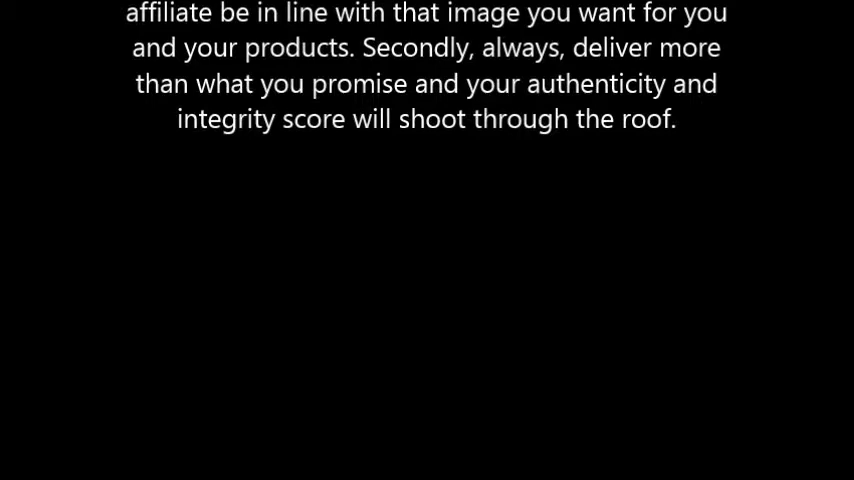 affiliate be in line with that image you want for you
and your products. Secondly, always, deliver more
than what you promise and your authenticity and
integrity score will shoot through the roof.